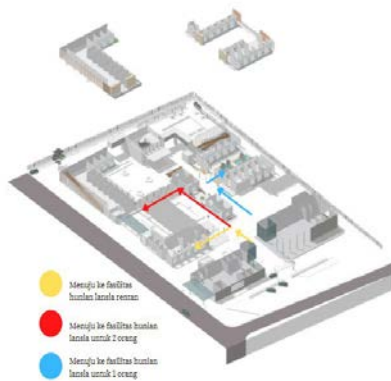 Menuju ke fasilitas
hunian lansia rentan
Menuju ke fasilitas hunian
lansia untuk 2 orang
Menuju ke fasilitas hunian
lansia untuk 1 orang